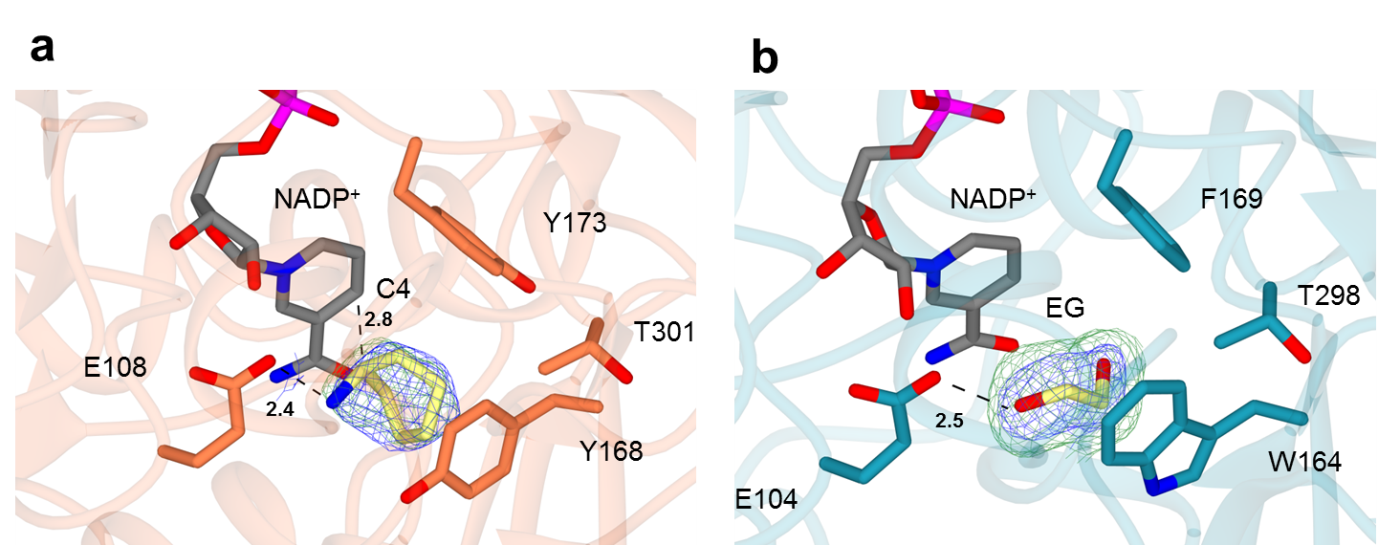 a
NADP+
Y173
C4
2.8
T301
E108
2.4
Y168
b
NADP+
F169
EG
T298
2.5
W164
E104